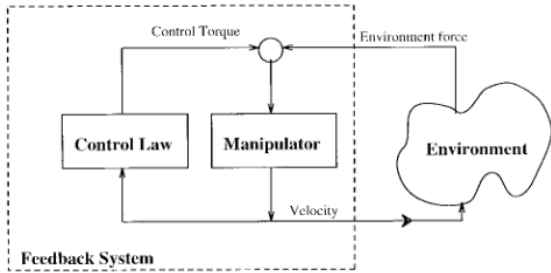 Control Torque
Environment force
Control Law
Manipulator
Environment
Velocity
Feedback System